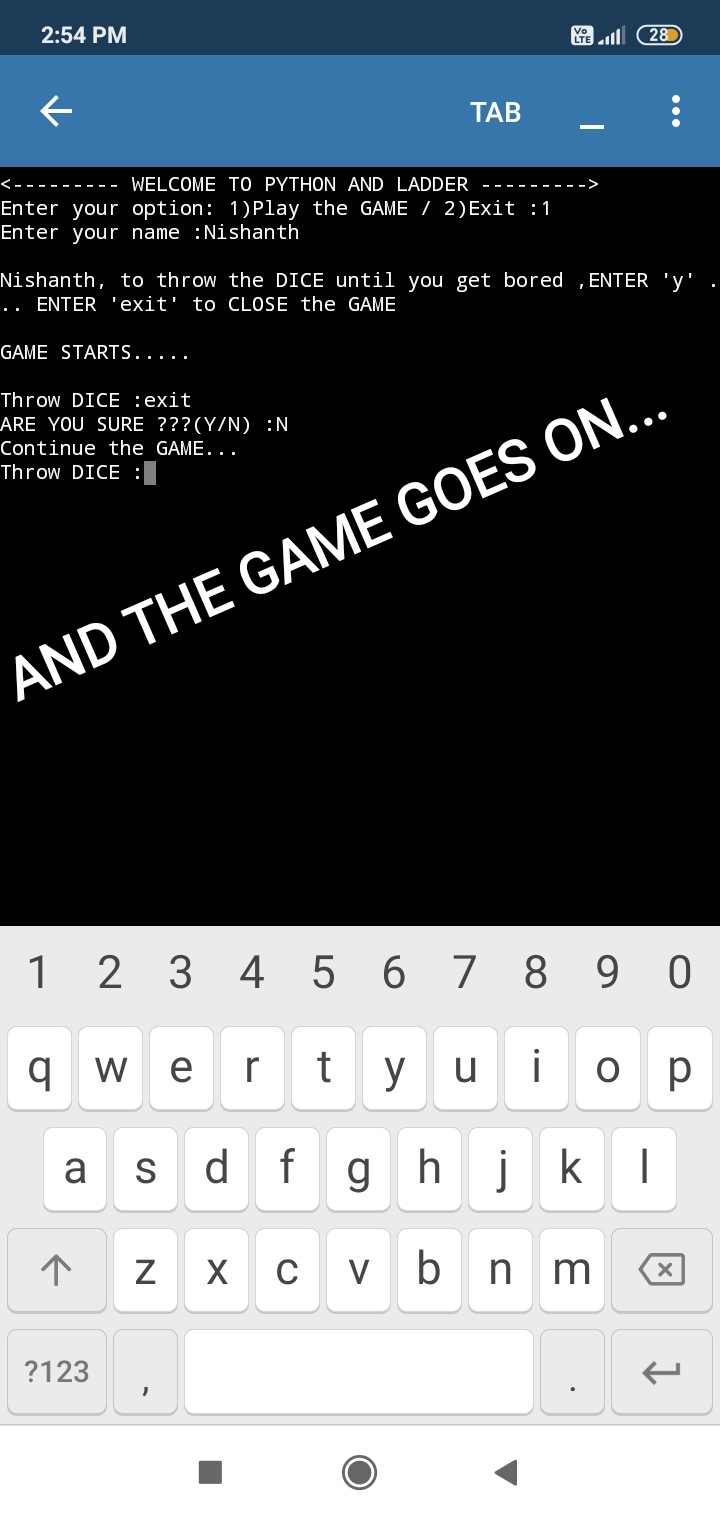 2:54 PM
Vo LTE
28
TAB
<--------- WELCOME TO PYTHON AND LADDER --------->
Enter your option: 1)Play the GAME / 2)Exit :1
Enter your name :Nishanth
Nishanth, to throw the DICE until you get bored ,ENTER 'y' .
.. ENTER 'exit' to CLOSE the GAME
GAME STARTS.....
Throw DICE :exit
ARE YOU SURE ???(Y/N) :N
Continue the GAME...
Throw DICE :
AND THE GAME GOES ON...
1 2 3 4 5 6 7 8 9 0
q w e r t y u i o p
a s d f g h j k l
z x c v b n m
?123 , .